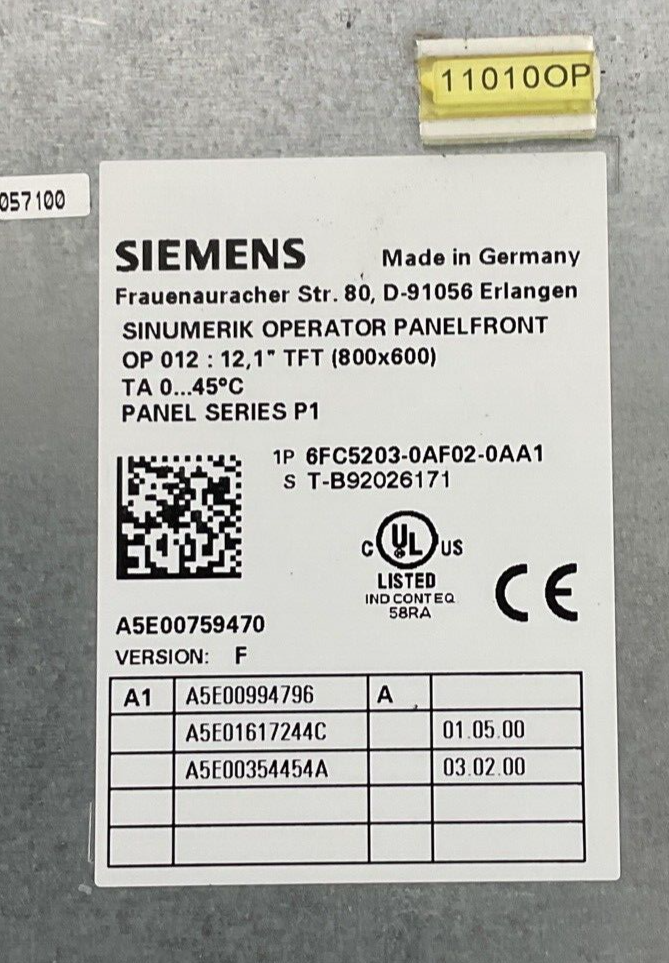 11010OP
057100
SIEMENS Made in Germany
Frauenauracher Str. 80, D-91056 Erlangen
SINUMERIK OPERATOR PANELFRONT
OP 012 : 12,1" TFT (800x600)
TA 0...45°C
PANEL SERIES P1
1P 6FC5203-0AF02-0AA1
S T-B92026171
C UL US
LISTED
IND CONT EQ
58RA
CE
A5E00759470
VERSION: F
A1 A5E00994796 A
A5E01617244C 01.05.00
A5E00354454A 03.02.00